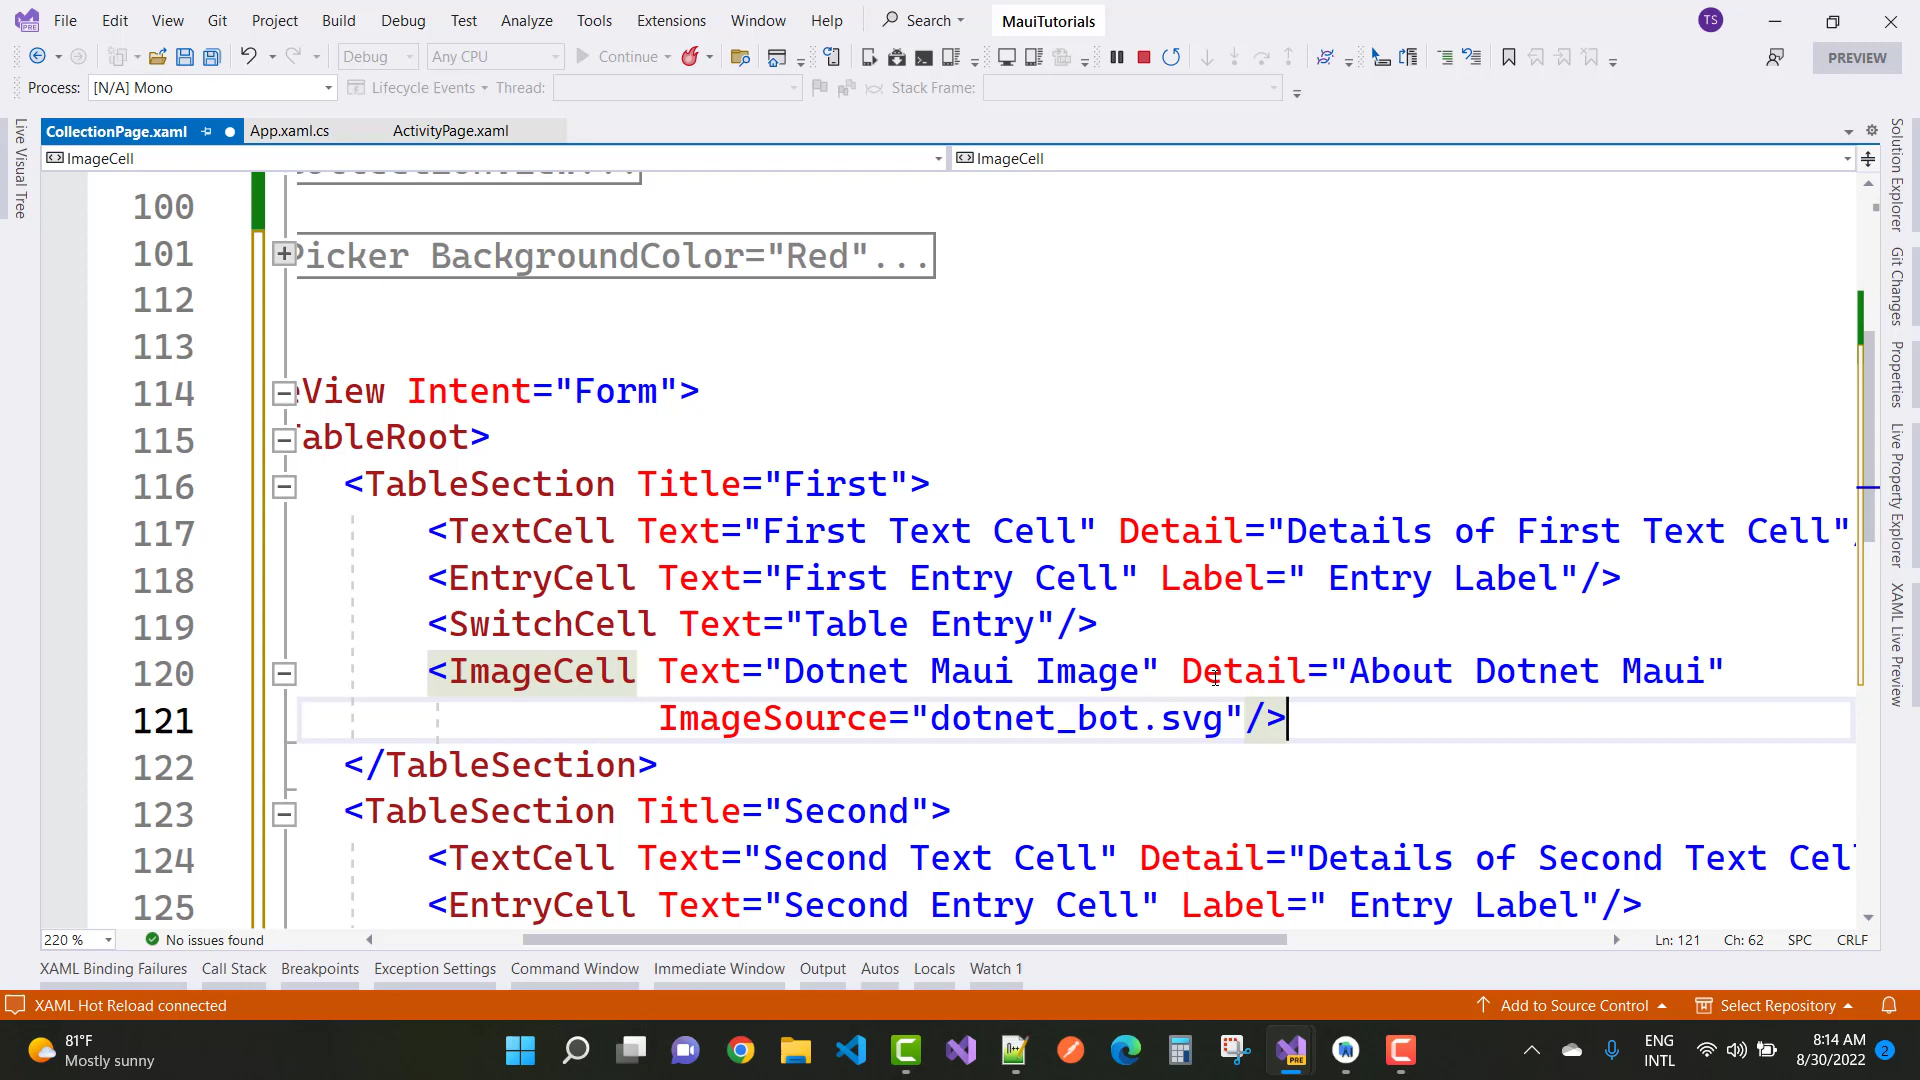 File Edit View Git Project Build Debug Test Analyze Tools Extensions Window Help Search MauiTutorials TS
Debug Any CPU Continue PREVIEW
Process: [N/A] Mono Lifecycle Events Thread: Stack Frame:
CollectionPage.xaml App.xaml.cs ActivityPage.xaml
ImageCell ImageCell
100
101 Picker BackgroundColor="Red"...
112
113
114 eView Intent="Form">
115 TableRoot>
116 <TableSection Title="First">
117 <TextCell Text="First Text Cell" Detail="Details of First Text Cell"/
118 <EntryCell Text="First Entry Cell" Label=" Entry Label"/>
119 <SwitchCell Text="Table Entry"/>
120 <ImageCell Text="Dotnet Maui Image" Detail="About Dotnet Maui"
121 ImageSource="dotnet_bot.svg"/>
122 </TableSection>
123 <TableSection Title="Second">
124 <TextCell Text="Second Text Cell" Detail="Details of Second Text Cell
125 <EntryCell Text="Second Entry Cell" Label=" Entry Label"/>
Live Visual Tree
Solution Explorer
Git Changes
Properties
Live Property Explorer
XAML Live Preview
220 % No issues found Ln: 121 Ch: 62 SPC CRLF
XAML Binding Failures Call Stack Breakpoints Exception Settings Command Window Immediate Window Output Autos Locals Watch 1
XAML Hot Reload connected Add to Source Control Select Repository
81°F
Mostly sunny
PRE
ENG
INTL
8:14 AM
8/30/2022
2